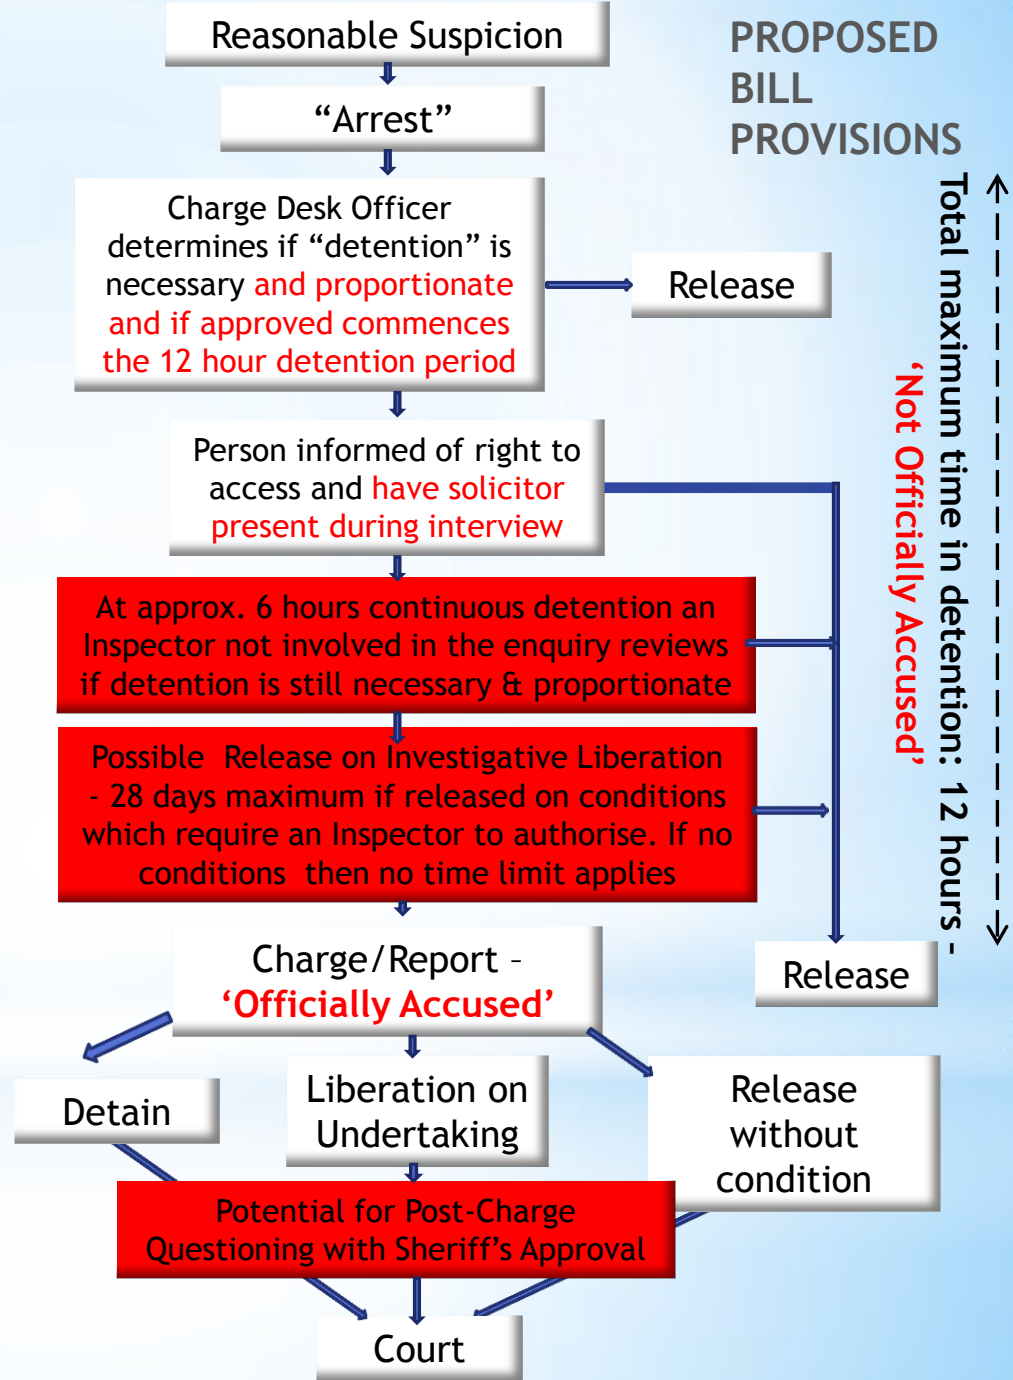 Reasonable Suspicion
PROPOSED
BILL
PROVISIONS
“Arrest”
Charge Desk Officer
determines if “detention” is
necessary and proportionate
and if approved commences
the 12 hour detention period
Release
Person informed of right to
access and have solicitor
present during interview
At approx. 6 hours continuous detention an
Inspector not involved in the enquiry reviews
if detention is still necessary & proportionate
Possible Release on Investigative Liberation
- 28 days maximum if released on conditions
which require an Inspector to authorise. If no
conditions then no time limit applies
Total maximum time in detention: 12 hours -
‘Not Officially Accused’
Release
Charge/Report –
‘Officially Accused’
Detain
Liberation on
Undertaking
Release
without
condition
Potential for Post-Charge
Questioning with Sheriff’s Approval
Court